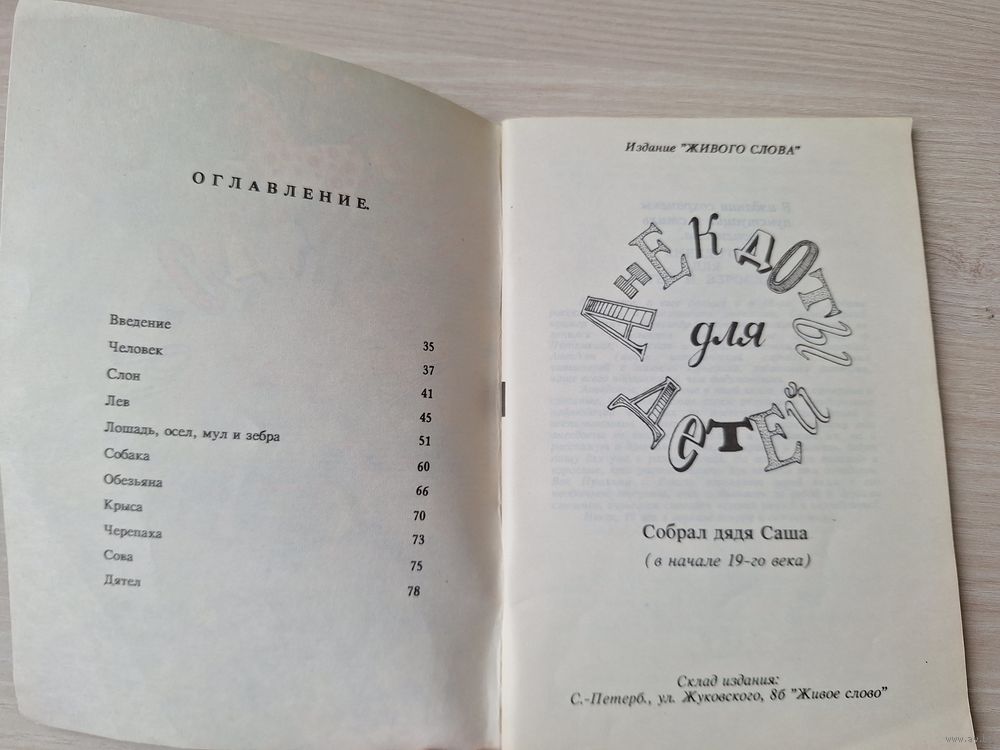 ОГЛАВЛЕНИЕ.
Введение 35
Человек 37
Слон 41
Лев 45
Лошадь, осел, мул и зебра 51
Собака 60
Обезьяна 66
Крыса 70
Черепаха 73
Сова 75
Дятел 78
Издание "ЖИВОГО СЛОВА"
АНЕКДОТЫ
для
ДЕТЕЙ
Собрал дядя Саша
(в начале 19-го века)
Склад издания:
С.-Петерб., ул. Жуковского, 8б "Живое слово"